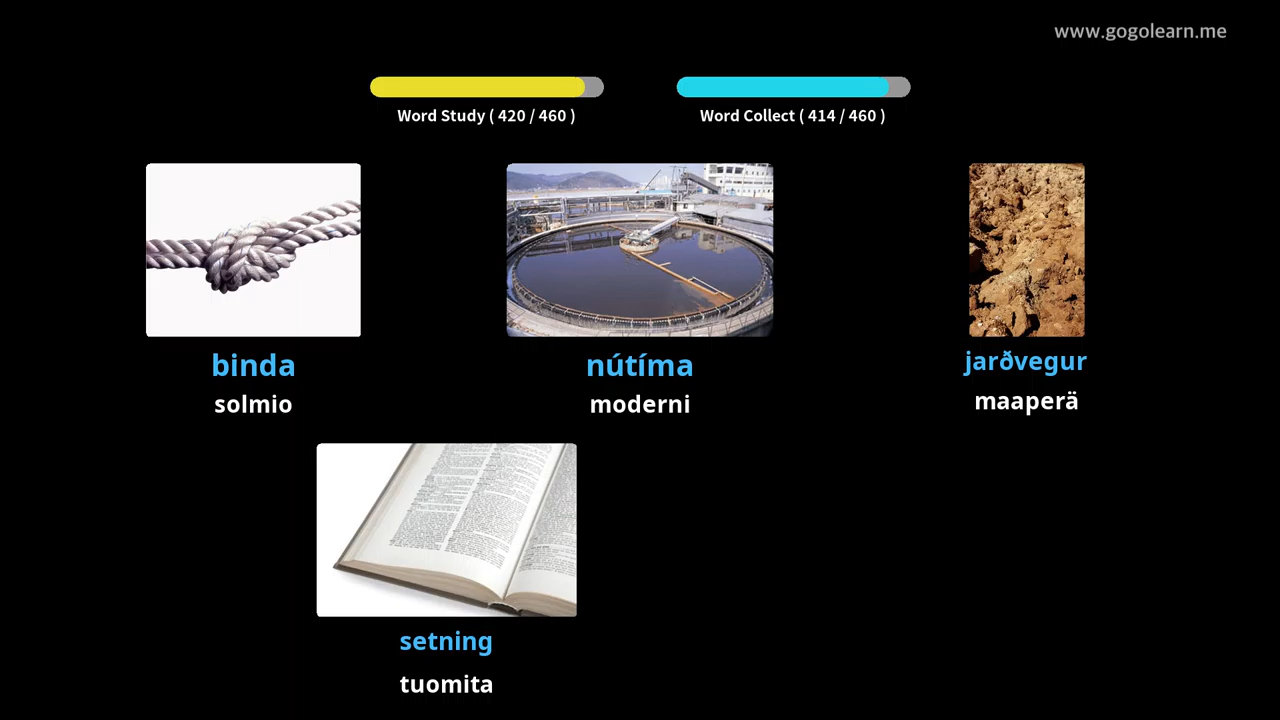 www.gogolearn.me
Word Study ( 420 / 460 )
Word Collect ( 414 / 460 )
binda
solmio
nútíma
moderni
jarðvegur
maaperä
setning
tuomita